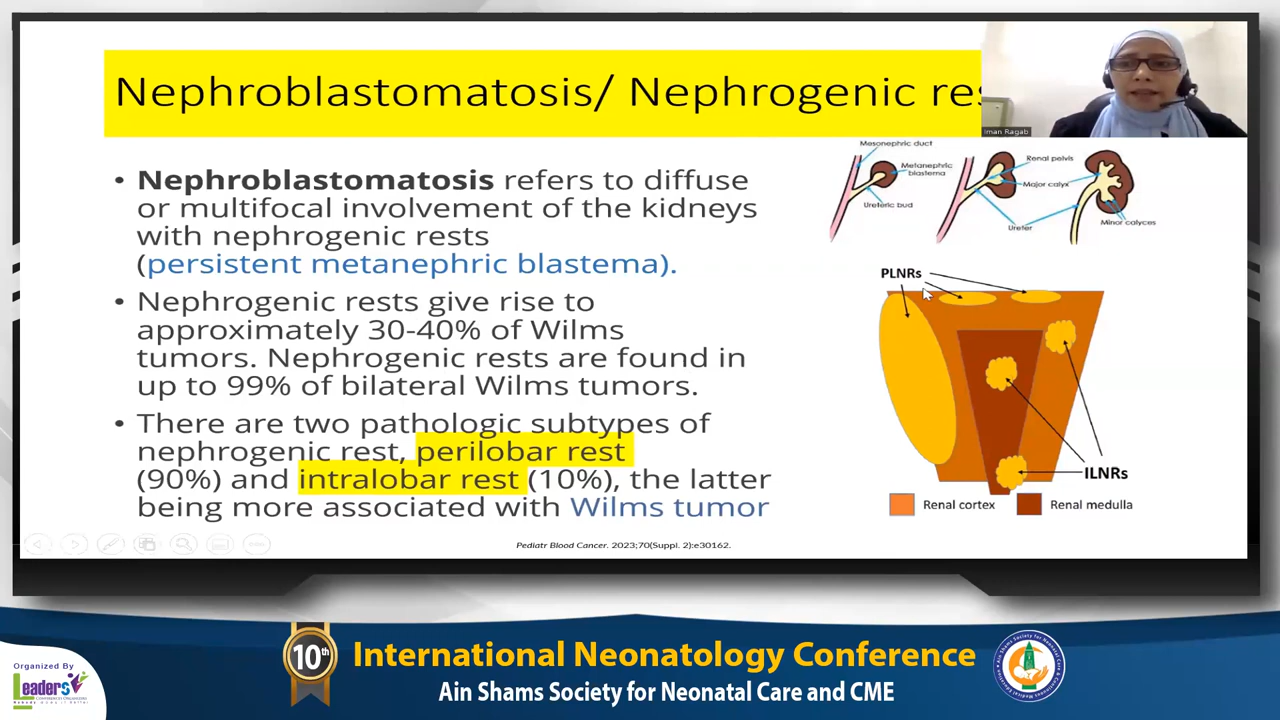 Nephroblastomatosis/ Nephrogenic res
Iman Ragab
• Nephroblastomatosis refers to diffuse
or multifocal involvement of the kidneys
with nephrogenic rests
(persistent metanephric blastema).
• Nephrogenic rests give rise to
approximately 30-40% of Wilms
tumors. Nephrogenic rests are found in
up to 99% of bilateral Wilms tumors.
• There are two pathologic subtypes of
nephrogenic rest, perilobar rest
(90%) and intralobar rest (10%), the latter
being more associated with Wilms tumor
Mesonephric duct
Metanephric
blastema
Ureteric bud
Renal pelvis
Major calyx
Ureter
Minor calyces
PLNRs
ILNRs
Renal cortex
Renal medulla
Pediatr Blood Cancer. 2023;70(Suppl. 2):e30162.
Organized By
Leaders
10th
International Neonatology Conference
Ain Shams Society for Neonatal Care and CME